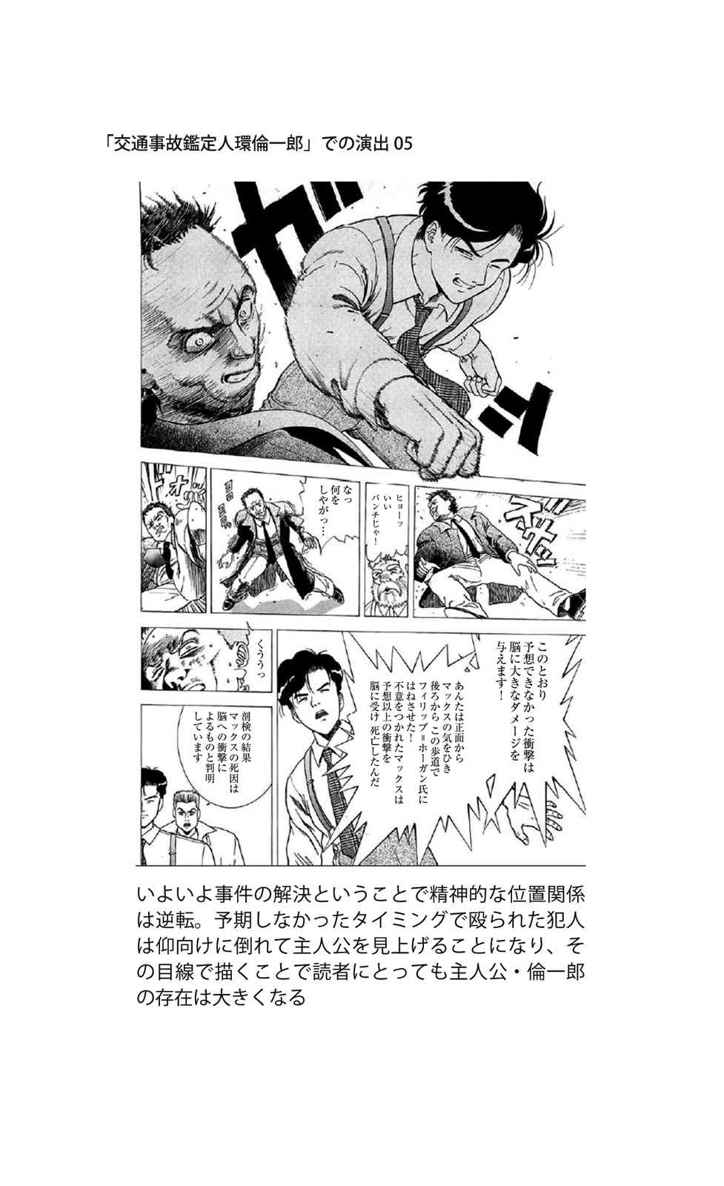 「交通事故鑑定人環倫一郎」での演出 05
ガ
ン
ズザッ
ヒョーッ
いい
パンチじゃ！
なっ
何を
しやがっ…
このとおり
予想できなかった衝撃は
脳に大きなダメージを
与えます！
あんたは正面から
マックスの気をひき
後ろから この歩道で
フィリップ＝ホーガン氏に
はねさせた！
不意をつかれたマックスは
予想以上の衝撃を
脳に受け 死亡したんだ
くううっ
剖検の結果
マックスの死因は
脳への衝撃に
よるものと判明
しています
いよいよ事件の解決ということで精神的な位置関係
は逆転。予期しなかったタイミングで殴られた犯人
は仰向けに倒れて主人公を見上げることになり、そ
の目線で描くことで読者にとっても主人公・倫一郎
の存在は大きくなる